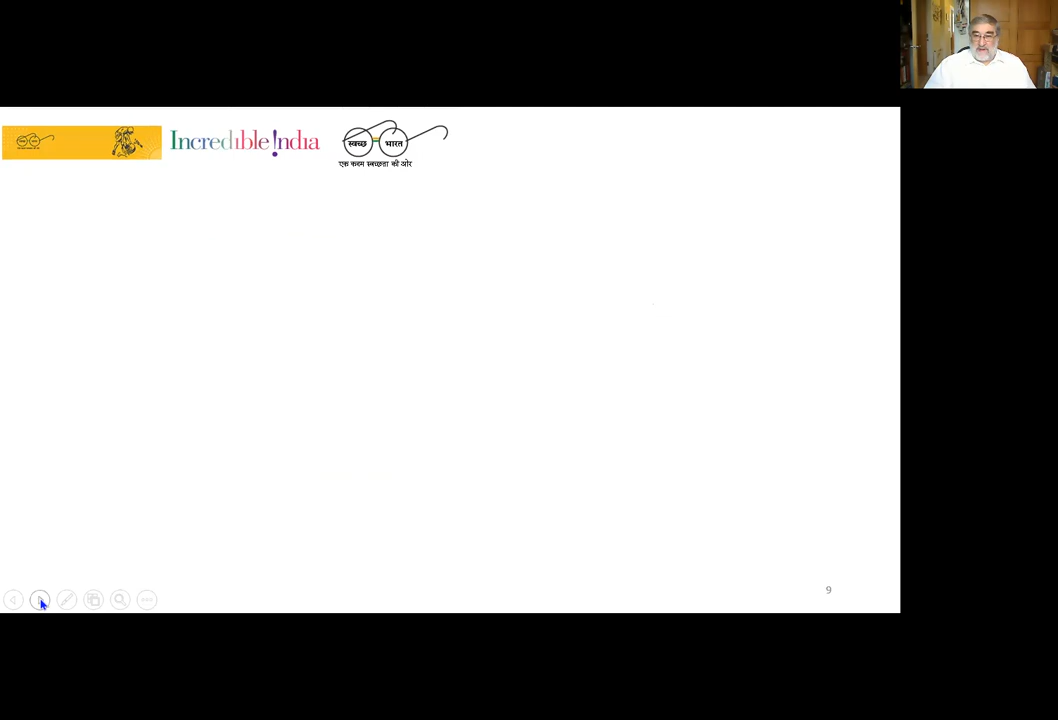 Incredible !ndia
स्वच्छ भारत
एक कदम स्वच्छता की ओर
9